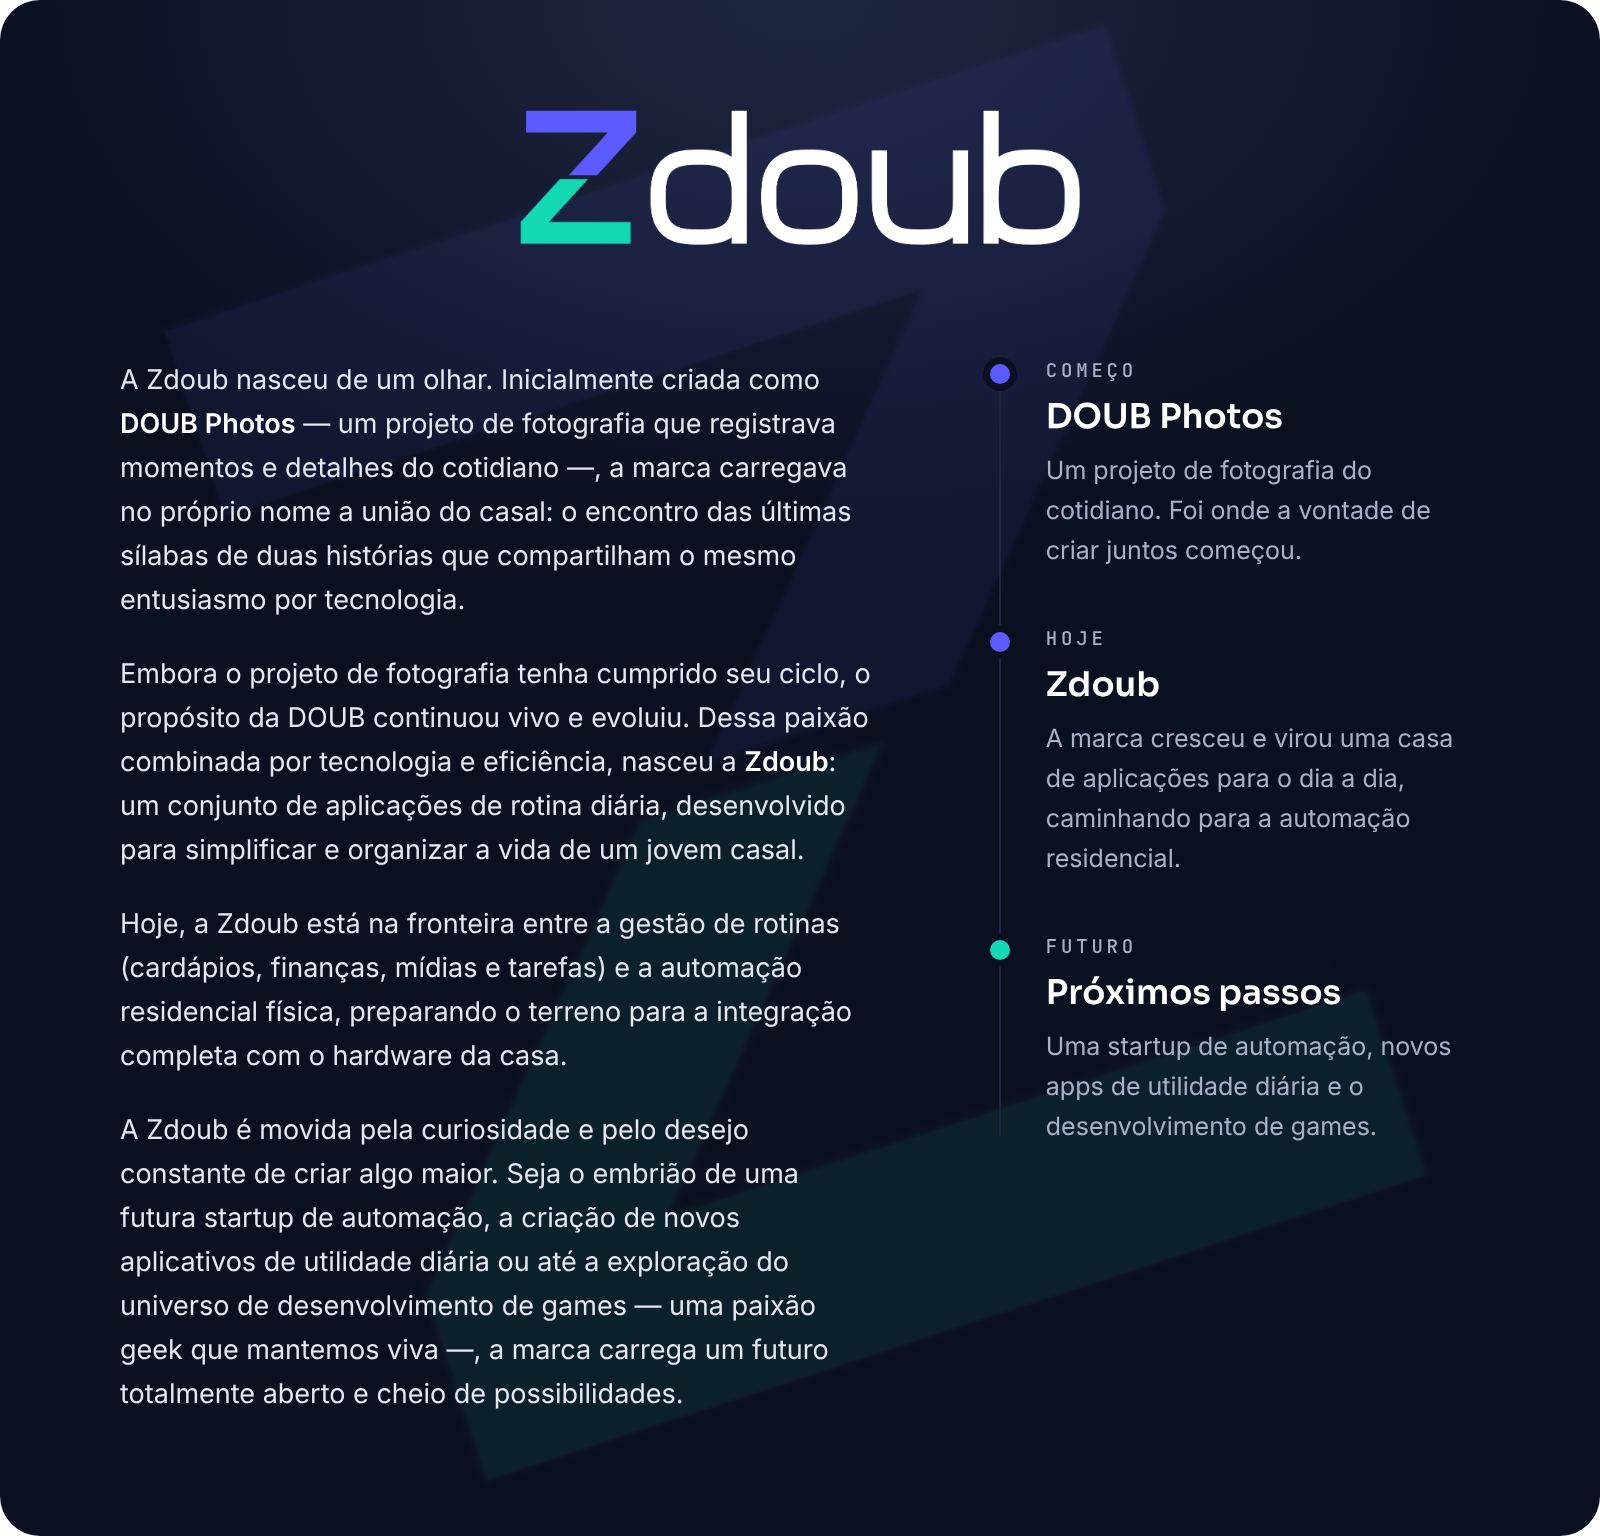 Zdoub
A Zdoub nasceu de um olhar. Inicialmente criada como
DOUB Photos — um projeto de fotografia que registrava
momentos e detalhes do cotidiano —, a marca carregava
no próprio nome a união do casal: o encontro das últimas
sílabas de duas histórias que compartilham o mesmo
entusiasmo por tecnologia.
Embora o projeto de fotografia tenha cumprido seu ciclo, o
propósito da DOUB continuou vivo e evoluiu. Dessa paixão
combinada por tecnologia e eficiência, nasceu a Zdoub:
um conjunto de aplicações de rotina diária, desenvolvido
para simplificar e organizar a vida de um jovem casal.
Hoje, a Zdoub está na fronteira entre a gestão de rotinas
(cardápios, finanças, mídias e tarefas) e a automação
residencial física, preparando o terreno para a integração
completa com o hardware da casa.
A Zdoub é movida pela curiosidade e pelo desejo
constante de criar algo maior. Seja o embrião de uma
futura startup de automação, a criação de novos
aplicativos de utilidade diária ou até a exploração do
universo de desenvolvimento de games — uma paixão
geek que mantemos viva —, a marca carrega um futuro
totalmente aberto e cheio de possibilidades.
COMEÇO
DOUB Photos
Um projeto de fotografia do
cotidiano. Foi onde a vontade de
criar juntos começou.
HOJE
Zdoub
A marca cresceu e virou uma casa
de aplicações para o dia a dia,
caminhando para a automação
residencial.
FUTURO
Próximos passos
Uma startup de automação, novos
apps de utilidade diária e o
desenvolvimento de games.